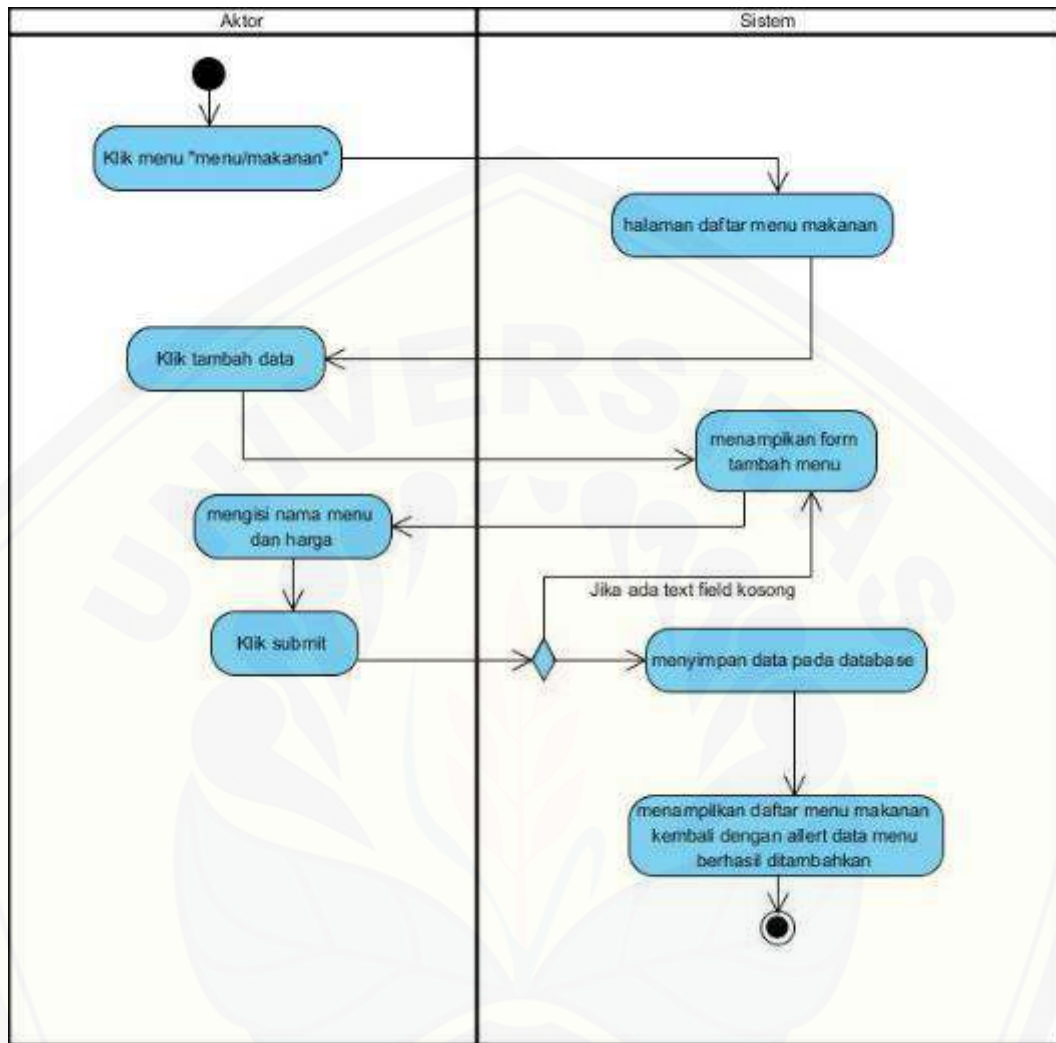 Aktor
Sistem
Klik menu "menu/makanan"
halaman daftar menu makanan
Klik tambah data
menampikan form
tambah menu
mengisi nama menu
dan harga
Jika ada text field kosong
Klik submit
menyimpan data pada database
menampilkan daftar menu makanan
kembali dengan allert data menu
berhasil ditambahkan
UNIVERSITAS